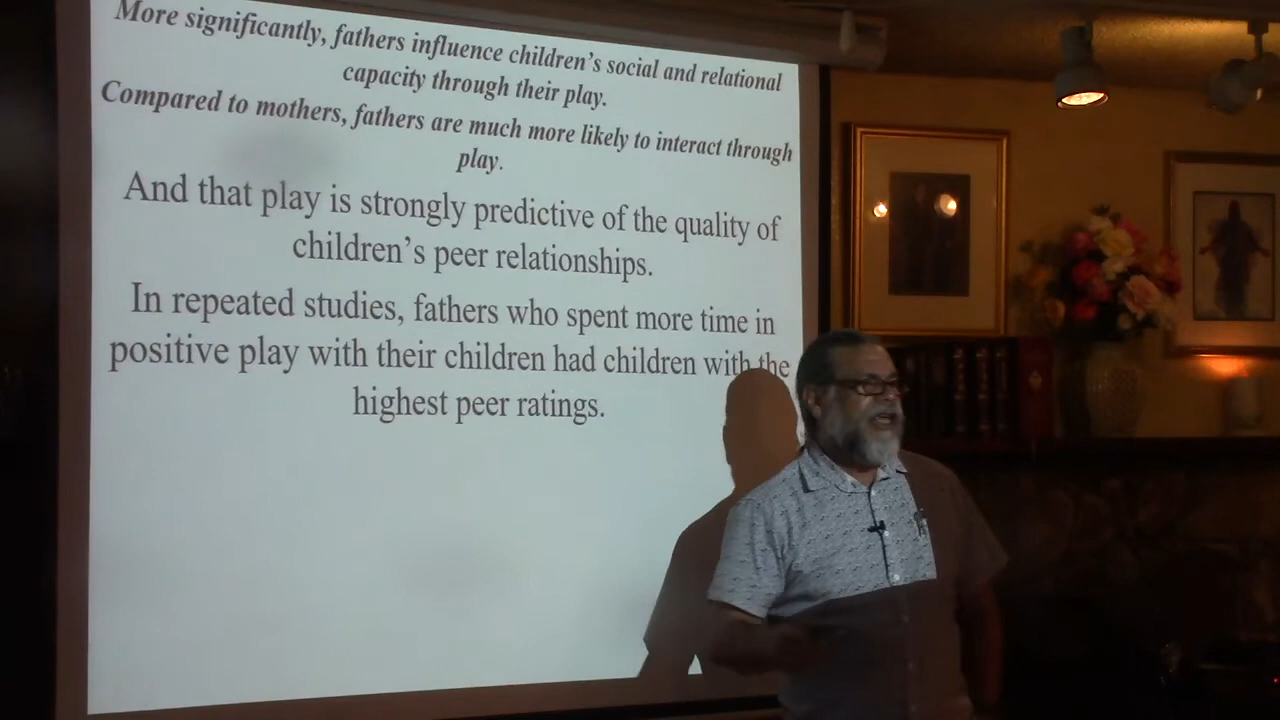 More significantly, fathers influence children's social and relational
capacity through their play.
Compared to mothers, fathers are much more likely to interact through
play.
And that play is strongly predictive of the quality of
children's peer relationships.
In repeated studies, fathers who spent more time in
positive play with their children had children with the
highest peer ratings.